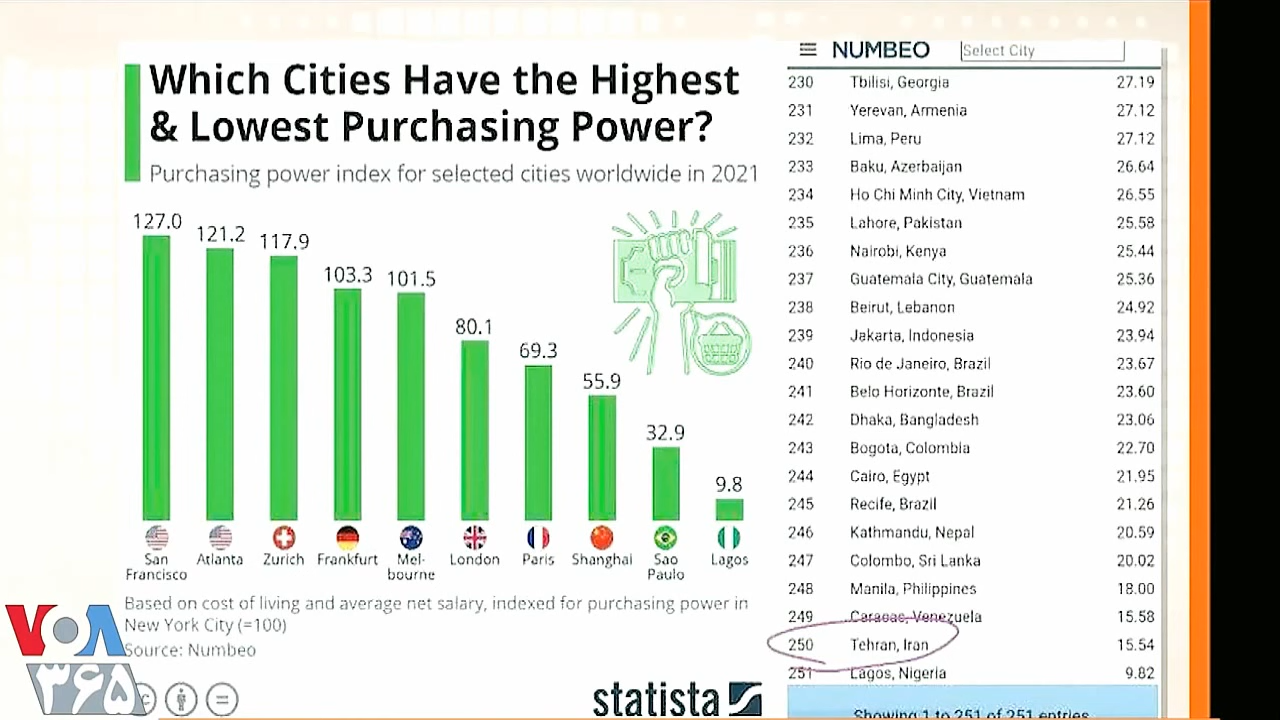 Which Cities Have the Highest
& Lowest Purchasing Power?
Purchasing power index for selected cities worldwide in 2021
127.0
121.2
117.9
103.3
101.5
80.1
69.3
55.9
32.9
9.8
San
Francisco
Atlanta
Zurich
Frankfurt
Mel-
bourne
London
Paris
Shanghai
Sao
Paulo
Lagos
Based on cost of living and average net salary, indexed for purchasing power in
New York City (=100)
Source: Numbeo
statista
VOA
۳۶۵
NUMBEO Select City
230 Tbilisi, Georgia 27.19
231 Yerevan, Armenia 27.12
232 Lima, Peru 27.12
233 Baku, Azerbaijan 26.64
234 Ho Chi Minh City, Vietnam 26.55
235 Lahore, Pakistan 25.58
236 Nairobi, Kenya 25.44
237 Guatemala City, Guatemala 25.36
238 Beirut, Lebanon 24.92
239 Jakarta, Indonesia 23.94
240 Rio de Janeiro, Brazil 23.67
241 Belo Horizonte, Brazil 23.60
242 Dhaka, Bangladesh 23.06
243 Bogota, Colombia 22.70
244 Cairo, Egypt 21.95
245 Recife, Brazil 21.26
246 Kathmandu, Nepal 20.59
247 Colombo, Sri Lanka 20.02
248 Manila, Philippines 18.00
249 Caracas, Venezuela 15.58
250 Tehran, Iran 15.54
251 Lagos, Nigeria 9.82
Showing 1 to 251 of 251 entries